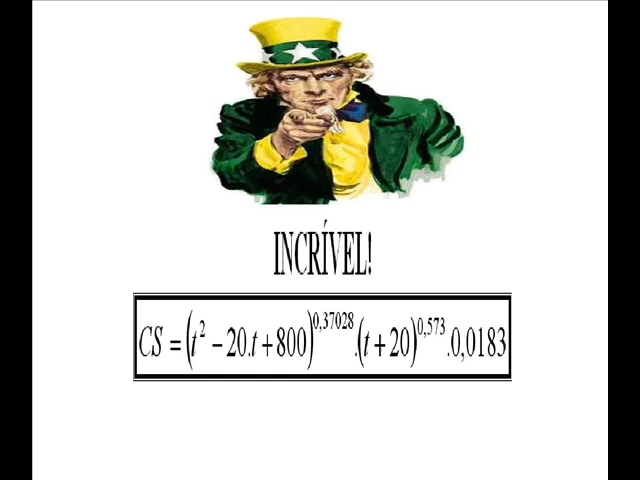 INCRÍVEL!
CS = (t² − 20.t + 800)^0,37028 .(t + 20)^0,573 .0,0183